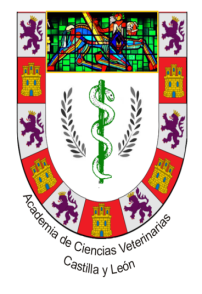 Academia de Ciencias Veterinarias
Castilla y León